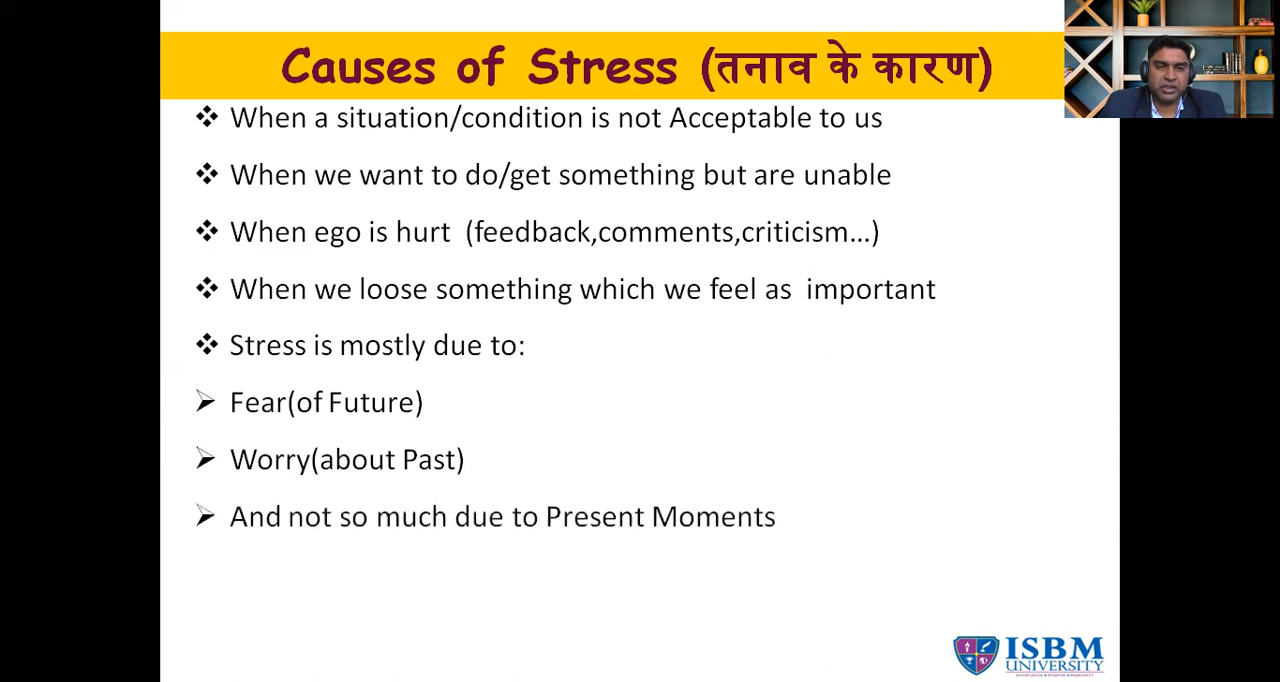 Causes of Stress (तनाव के कारण)
When a situation/condition is not Acceptable to us
When we want to do/get something but are unable
When ego is hurt (feedback,comments,criticism...)
When we loose something which we feel as important
Stress is mostly due to:
Fear(of Future)
Worry(about Past)
And not so much due to Present Moments
ISBM
UNIVERSITY